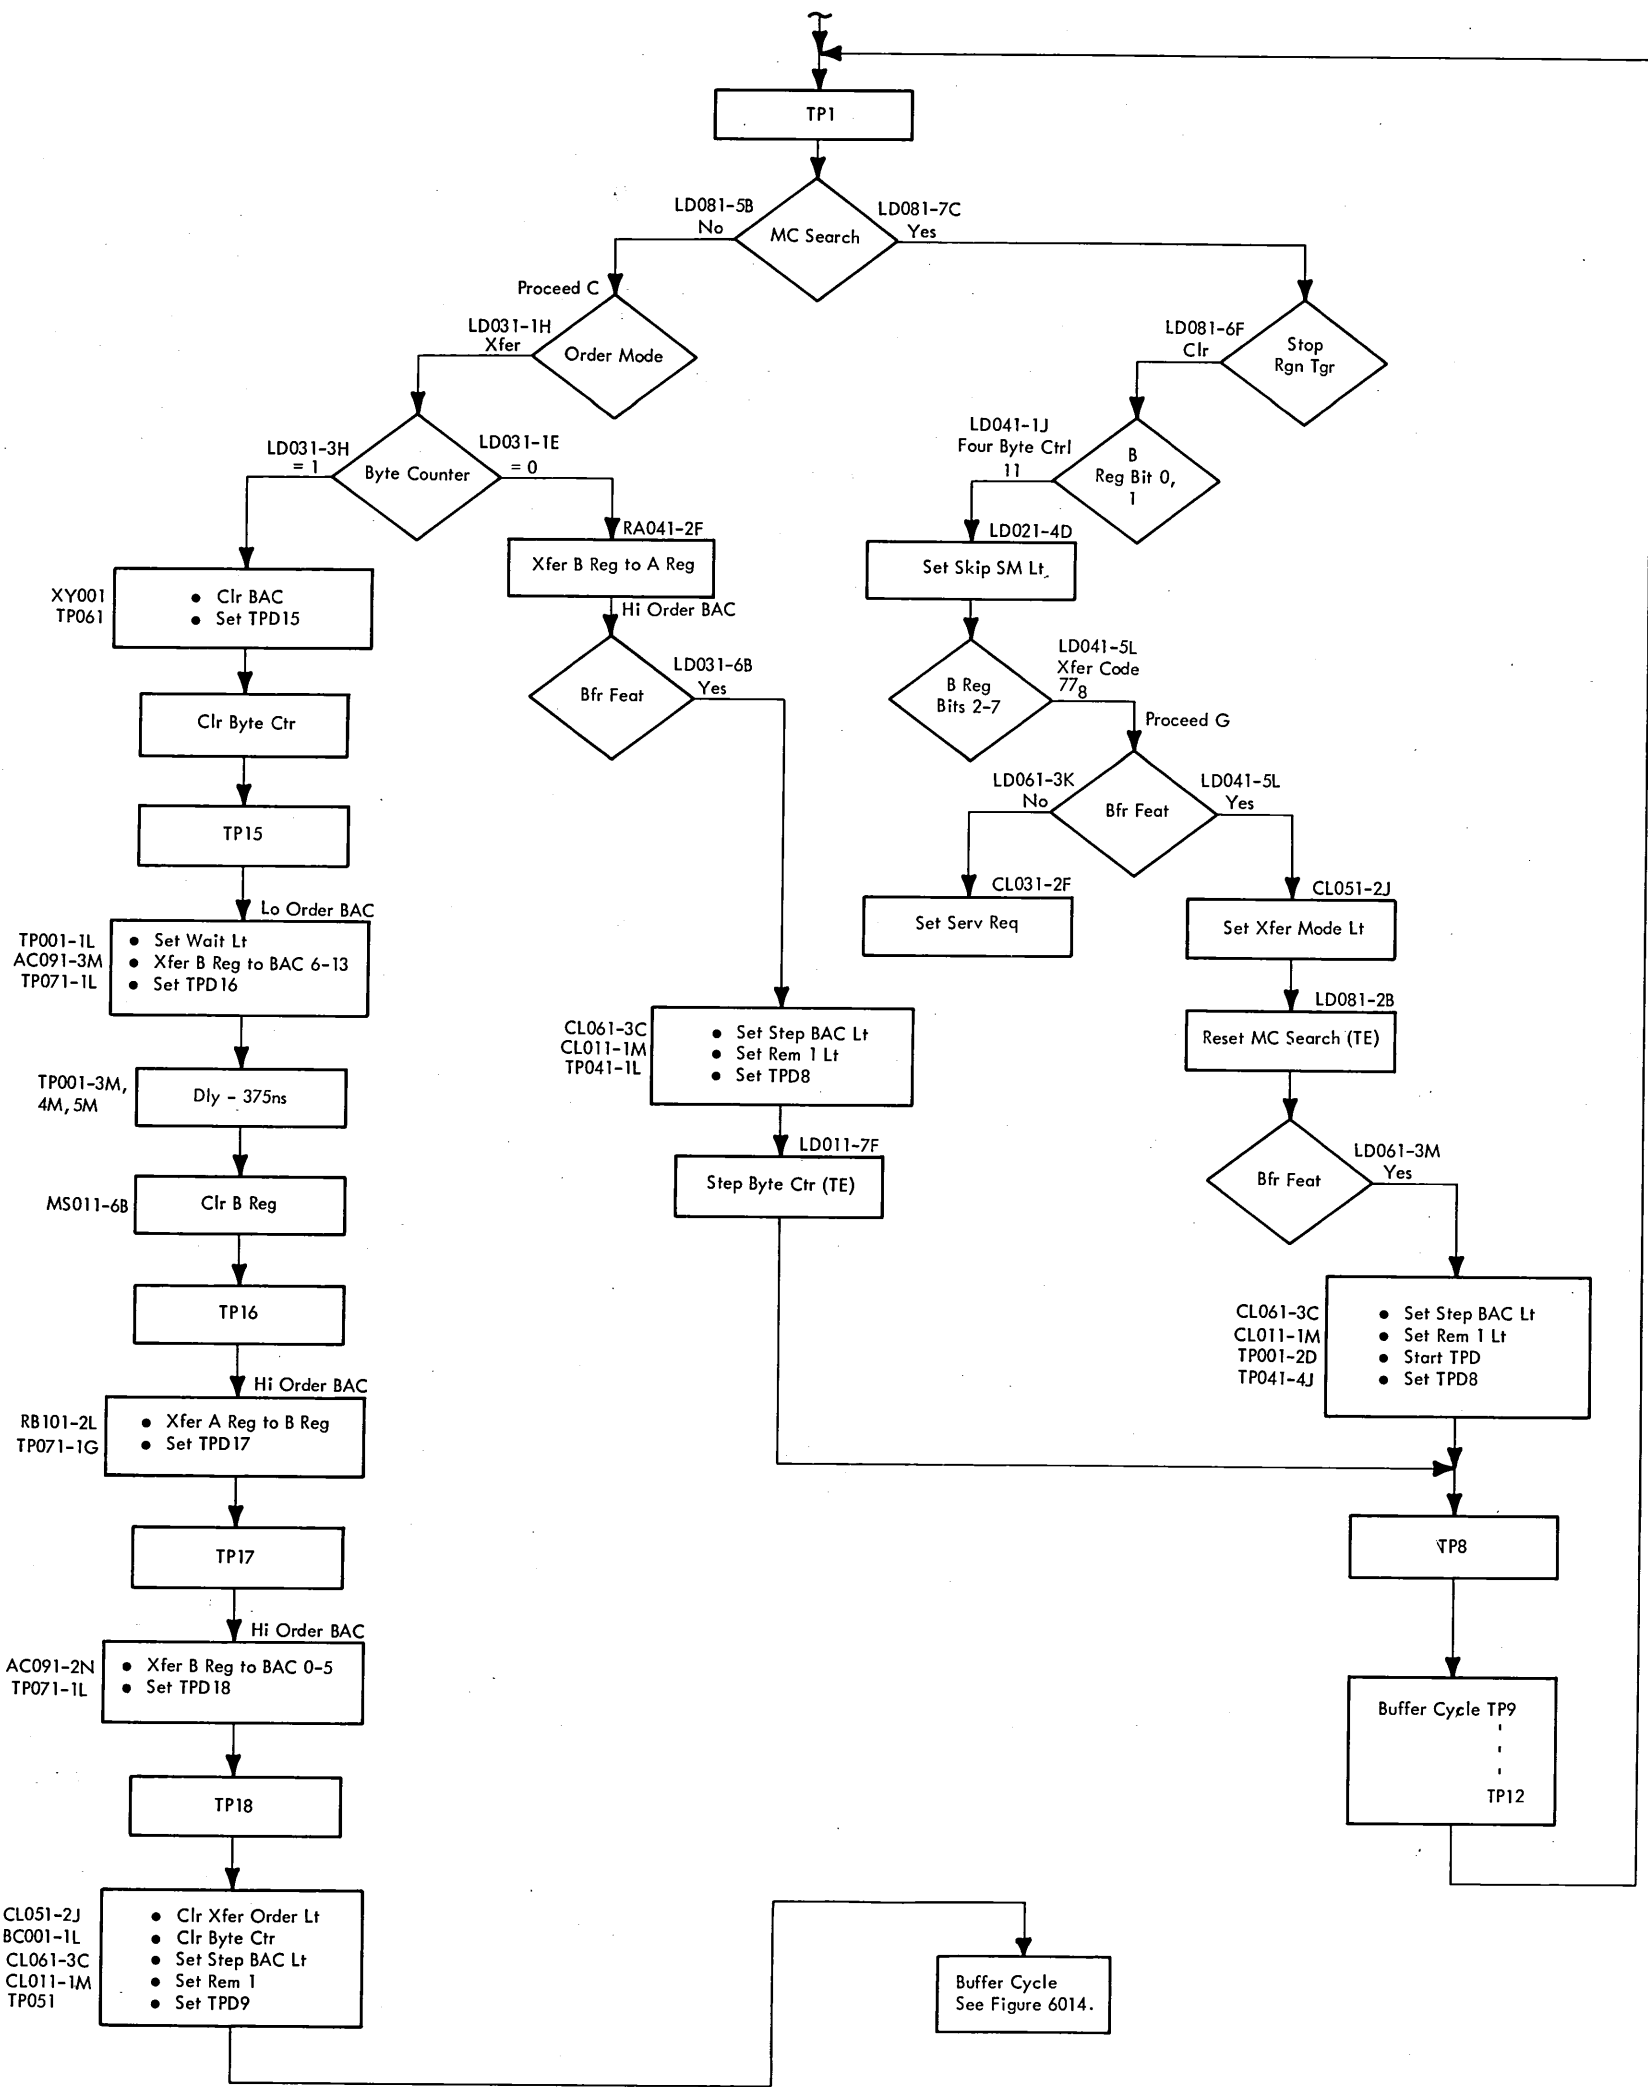 TP1
LD081-5B
No
MC Search
LD081-7C
Yes
Proceed C
LD031-1H
Xfer
Order Mode
LD081-6F
Clr
Stop
Rgn Tgr
LD031-3H
= 1
Byte Counter
LD031-1E
= 0
LD041-1J
Four Byte Ctrl
11
B
Reg Bit 0,
1
RA041-2F
Xfer B Reg to A Reg
Hi Order BAC
LD021-4D
Set Skip SM Lt
XY001
TP061
• Clr BAC
• Set TPD15
Bfr Feat
LD031-6B
Yes
B Reg
Bits 2-7
LD041-5L
Xfer Code
77₈
Proceed G
Clr Byte Ctr
LD061-3K
No
Bfr Feat
LD041-5L
Yes
TP15
CL031-2F
Set Serv Req
CL051-2J
Set Xfer Mode Lt
Lo Order BAC
TP001-1L
AC091-3M
TP071-1L
• Set Wait Lt
• Xfer B Reg to BAC 6-13
• Set TPD16
LD081-2B
Reset MC Search (TE)
CL061-3C
CL011-1M
TP041-1L
• Set Step BAC Lt
• Set Rem 1 Lt
• Set TPD8
TP001-3M,
4M, 5M
Dly - 375ns
LD011-7F
Step Byte Ctr (TE)
Bfr Feat
LD061-3M
Yes
MS011-6B
Clr B Reg
TP16
CL061-3C
CL011-1M
TP001-2D
TP041-4J
• Set Step BAC Lt
• Set Rem 1 Lt
• Start TPD
• Set TPD8
Hi Order BAC
RB101-2L
TP071-1G
• Xfer A Reg to B Reg
• Set TPD17
TP17
TP8
Hi Order BAC
AC091-2N
TP071-1L
• Xfer B Reg to BAC 0-5
• Set TPD18
Buffer Cycle TP9
TP12
TP18
CL051-2J
BC001-1L
CL061-3C
CL011-1M
TP051
• Clr Xfer Order Lt
• Clr Byte Ctr
• Set Step BAC Lt
• Set Rem 1
• Set TPD9
Buffer Cycle
See Figure 6014.